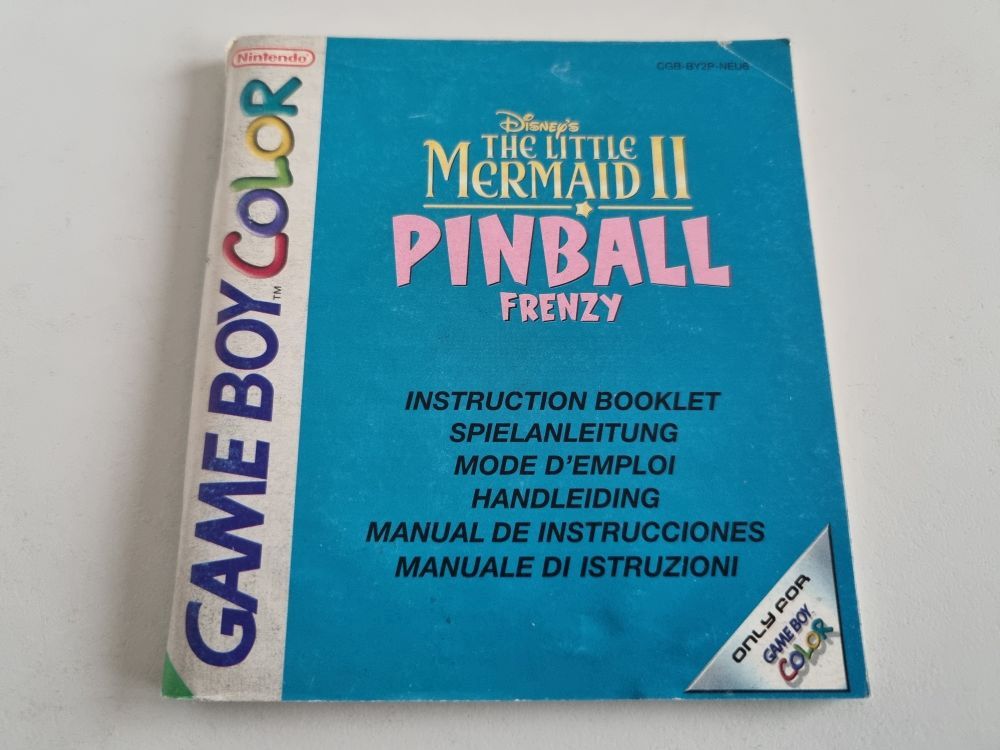 Nintendo
GAME BOY COLOR™
CGB-BY2P-NEU6
DISNEY'S
THE LITTLE
MERMAID II
PINBALL
FRENZY
INSTRUCTION BOOKLET
SPIELANLEITUNG
MODE D'EMPLOI
HANDLEIDING
MANUAL DE INSTRUCCIONES
MANUALE DI ISTRUZIONI
ONLY FOR
GAME BOY
COLOR